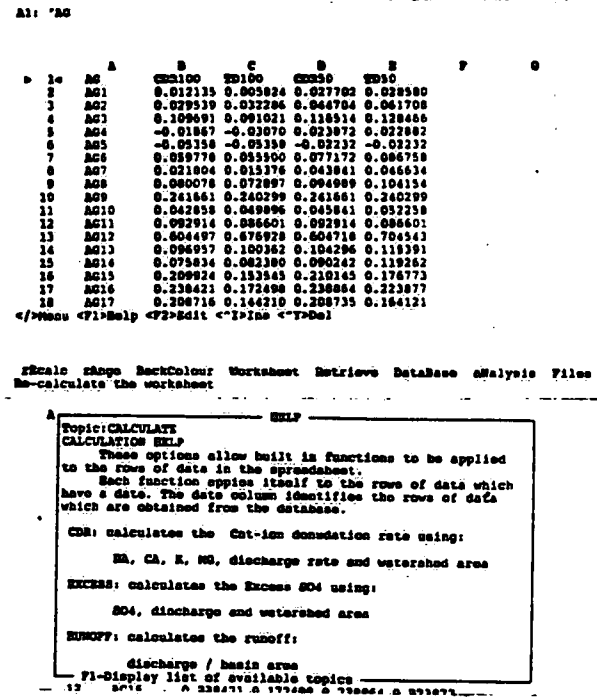 A1: "AG
A B C D E F G
1 AG CDR100 TD100 CDR50 TD50
2 AG1 0.012135 0.005824 0.027702 0.028580
3 AG2 0.029539 0.032286 0.044704 0.061708
4 AG3 0.109691 0.091021 0.116514 0.128466
5 AG4 -0.01867 -0.03070 0.023872 0.022882
6 AG5 -0.05358 -0.05358 -0.02232 -0.02232
7 AG6 0.059778 0.055500 0.077172 0.086758
8 AG7 0.021804 0.015376 0.043841 0.046634
9 AG8 0.080078 0.072897 0.094989 0.104154
10 AG9 0.241661 0.240299 0.241661 0.240299
11 AG10 0.042858 0.049896 0.045841 0.052258
12 AG11 0.092914 0.086601 0.092914 0.086601
13 AG12 0.604497 0.676928 0.604718 0.704543
14 AG13 0.096957 0.100362 0.104296 0.115391
15 AG14 0.075834 0.082380 0.090242 0.119262
16 AG15 0.209824 0.153545 0.210145 0.176773
17 AG16 0.238421 0.172498 0.238864 0.223877
18 AG17 0.208716 0.144210 0.208735 0.164121
</>Menu <F1>Help <F2>Edit <^I>Ins <^Y>Del
rEcalc rAnge BackColour Worksheet Retrieve DataBase aNalysis Files
Re-calculate the worksheet
A HELP
Topic:CALCULATE
CALCULATION HELP
These options allow built in functions to be applied
to the rows of data in the spreadsheet.
Each function applies itself to the rows of data which
have a date. The date column identifies the rows of data
which are obtained from the database.
CDR: calculates the Cat-ion denudation rate using:
NA, CA, K, MG, discharge rate and watershed area
EXCESS: calculates the Excess SO4 using:
SO4, discharge and watershed area
RUNOFF: calculates the runoff:
discharge / basin area
F1-Display list of available topics